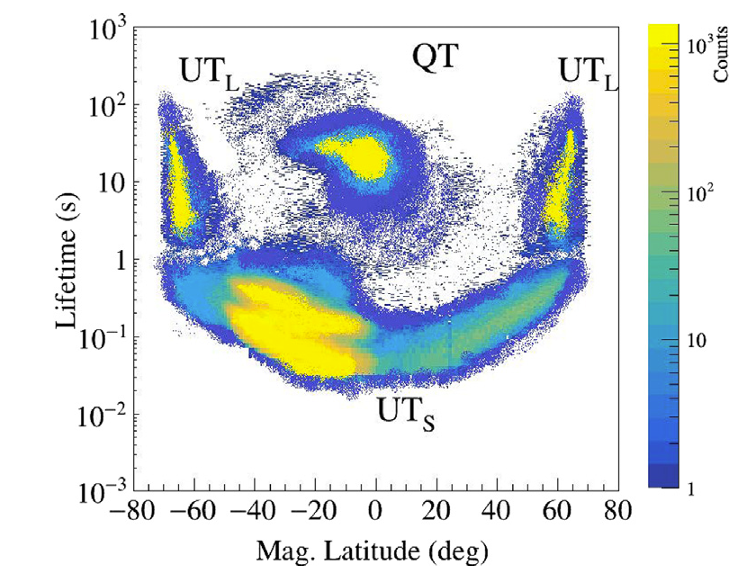 10³
10²
10
1
10⁻¹
10⁻²
10⁻³
Lifetime (s)
UT_L
QT
UT_L
UT_S
−80 −60 −40 −20 0 20 40 60 80
Mag. Latitude (deg)
10³
10²
10
1
Counts